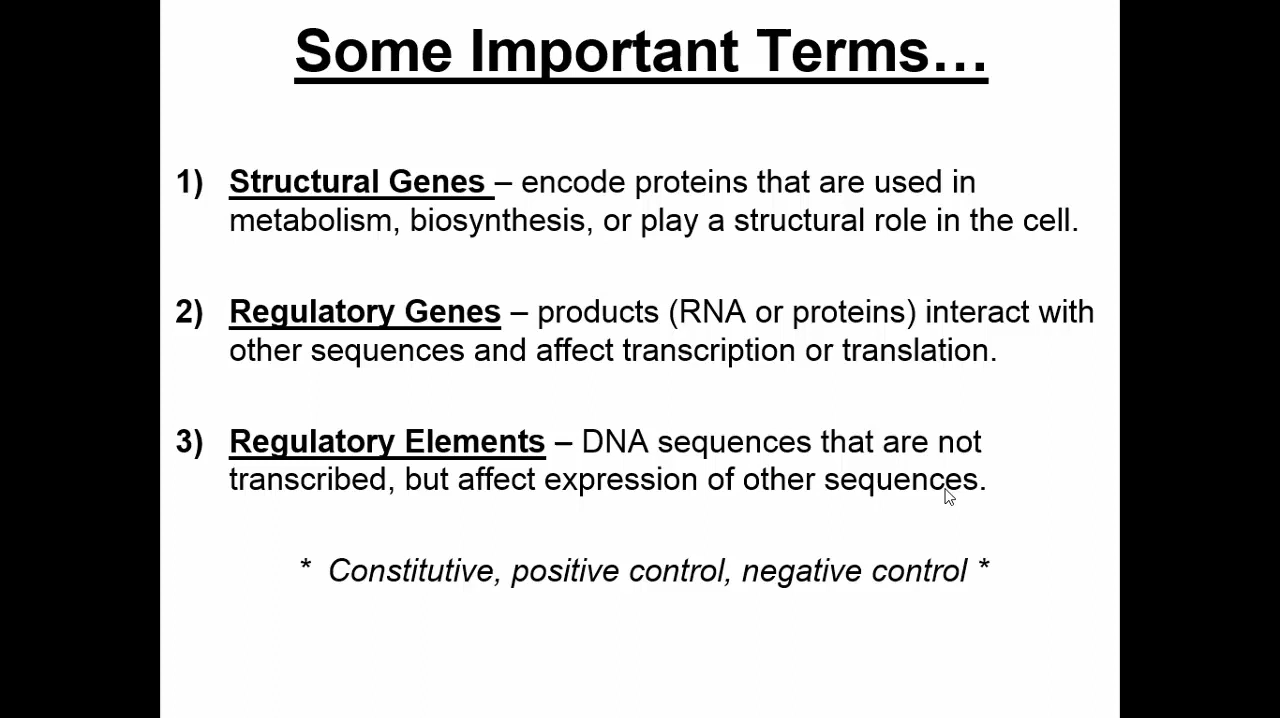 Some Important Terms…
1) Structural Genes – encode proteins that are used in
metabolism, biosynthesis, or play a structural role in the cell.
2) Regulatory Genes – products (RNA or proteins) interact with
other sequences and affect transcription or translation.
3) Regulatory Elements – DNA sequences that are not
transcribed, but affect expression of other sequences.
* Constitutive, positive control, negative control *